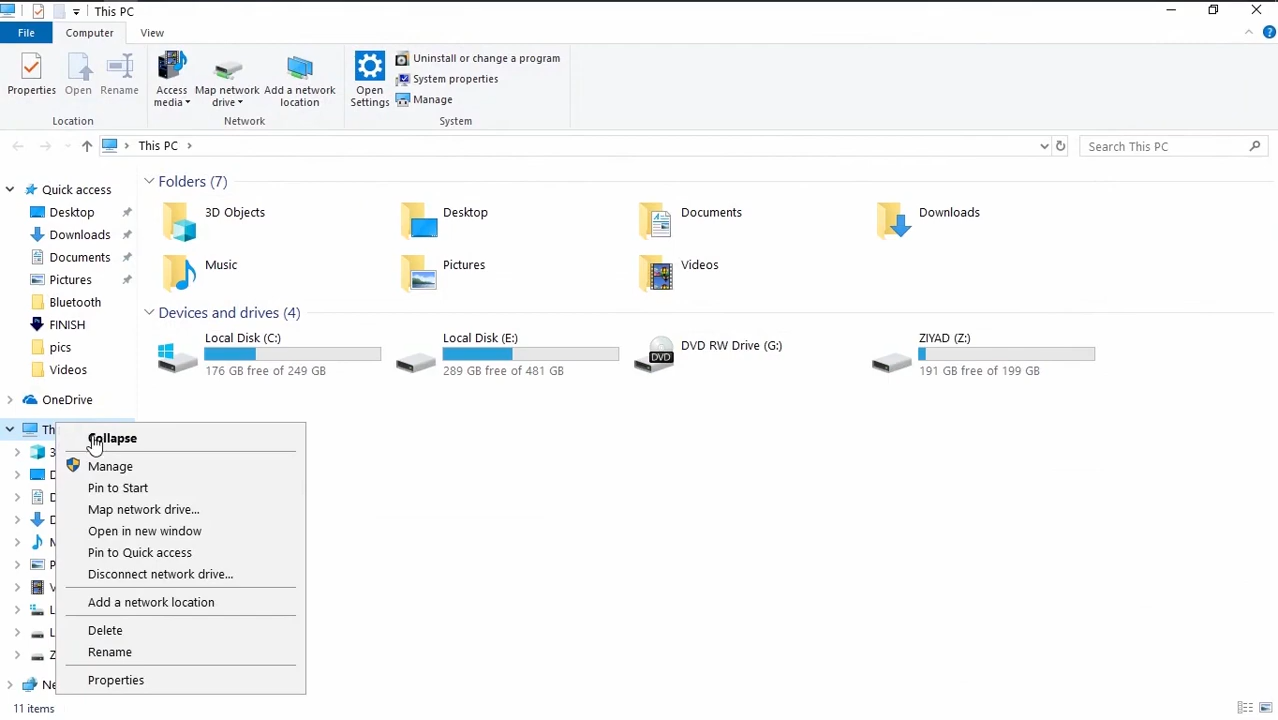 This PC
File
Computer
View
Properties
Open
Rename
Location
Access
media
Map network
drive
Add a network
location
Network
Open
Settings
Uninstall or change a program
System properties
Manage
System
This PC
Search This PC
Quick access
Desktop
Downloads
Documents
Pictures
Bluetooth
FINISH
pics
Videos
OneDrive
Th
3
D
D
D
N
P
V
L
L
Z
Ne
Folders (7)
3D Objects
Desktop
Documents
Downloads
Music
Pictures
Videos
Devices and drives (4)
Local Disk (C:)
176 GB free of 249 GB
Local Disk (E:)
289 GB free of 481 GB
DVD
DVD RW Drive (G:)
ZIYAD (Z:)
191 GB free of 199 GB
Collapse
Manage
Pin to Start
Map network drive...
Open in new window
Pin to Quick access
Disconnect network drive...
Add a network location
Delete
Rename
Properties
11 items